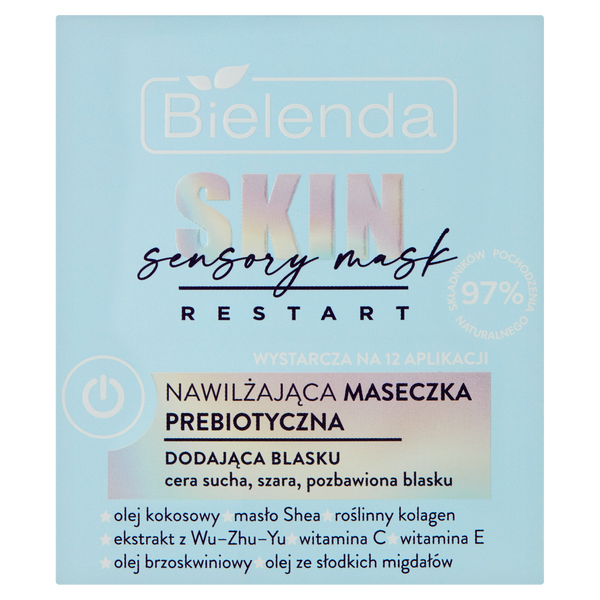 Bielenda
SKIN
sensory mask
RESTART
97%
SKŁADNIKÓW POCHODZENIA NATURALNEGO
WYSTARCZA NA 12 APLIKACJI
NAWILŻAJĄCA MASECZKA
PREBIOTYCZNA
DODAJĄCA BLASKU
cera sucha, szara, pozbawiona blasku
olej kokosowy masło Shea roślinny kolagen
ekstrakt z Wu–Zhu–Yu witamina C witamina E
olej brzoskwiniowy olej ze słodkich migdałów